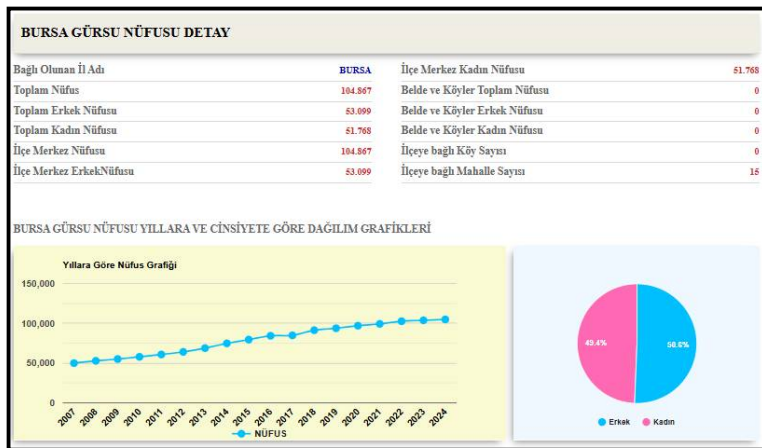 BURSA GÜRSU NÜFUSU DETAY
Bağlı Olunan İl Adı BURSA
Toplam Nüfus 104.867
Toplam Erkek Nüfusu 53.099
Toplam Kadın Nüfusu 51.768
İlçe Merkez Nüfusu 104.867
İlçe Merkez ErkekNüfusu 53.099
İlçe Merkez Kadın Nüfusu 51.768
Belde ve Köyler Toplam Nüfusu 0
Belde ve Köyler Erkek Nüfusu 0
Belde ve Köyler Kadın Nüfusu 0
İlçeye bağlı Köy Sayısı 0
İlçeye bağlı Mahalle Sayısı 15
BURSA GÜRSU NÜFUSU YILLARA VE CİNSİYETE GÖRE DAĞILIM GRAFİKLERİ
Yıllara Göre Nüfus Grafiği
150,000
100,000
50,000
0
2007 2008 2009 2010 2011 2012 2013 2014 2015 2016 2017 2018 2019 2020 2021 2022 2023 2024
NÜFUS
49.4%
50.6%
Erkek Kadın